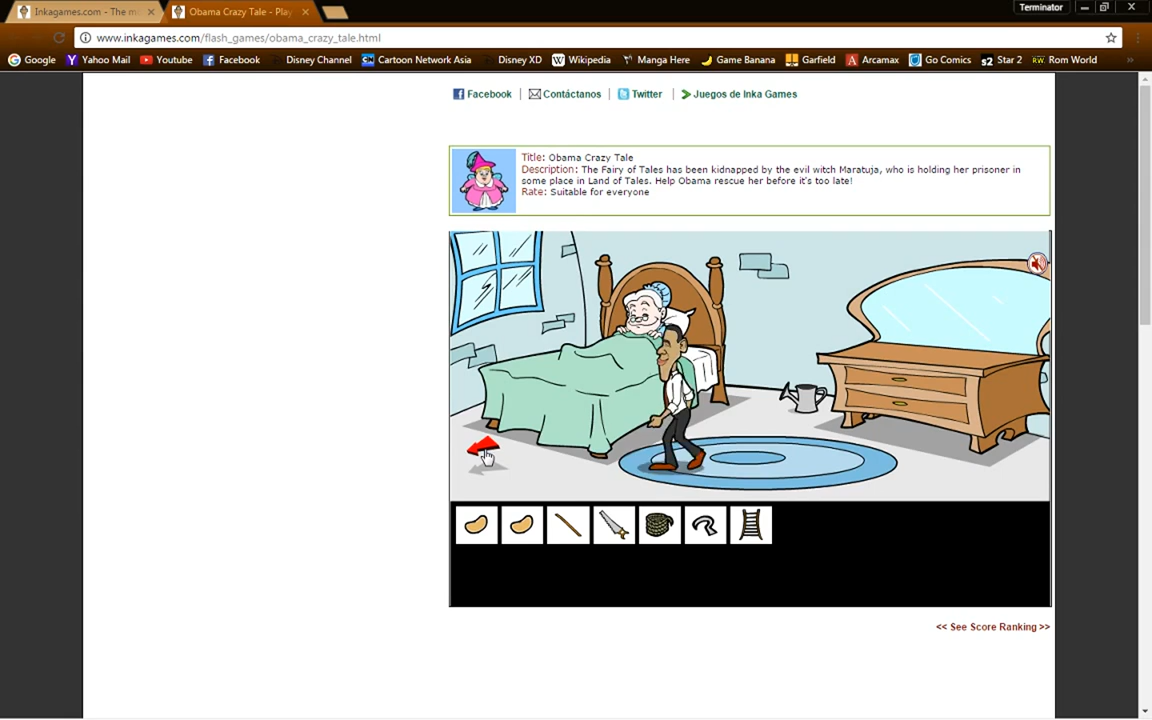 Inkagames.com - The m
Obama Crazy Tale - Play
Terminator
www.inkagames.com/flash_games/obama_crazy_tale.html
Google Yahoo Mail Youtube Facebook Disney Channel Cartoon Network Asia Disney XD Wikipedia Manga Here Game Banana Garfield Arcamax Go Comics Star 2 Rom World »
Facebook | Contáctanos | Twitter | Juegos de Inka Games
Title: Obama Crazy Tale
Description: The Fairy of Tales has been kidnapped by the evil witch Maratuja, who is holding her prisoner in
some place in Land of Tales. Help Obama rescue her before it's too late!
Rate: Suitable for everyone
<< See Score Ranking >>